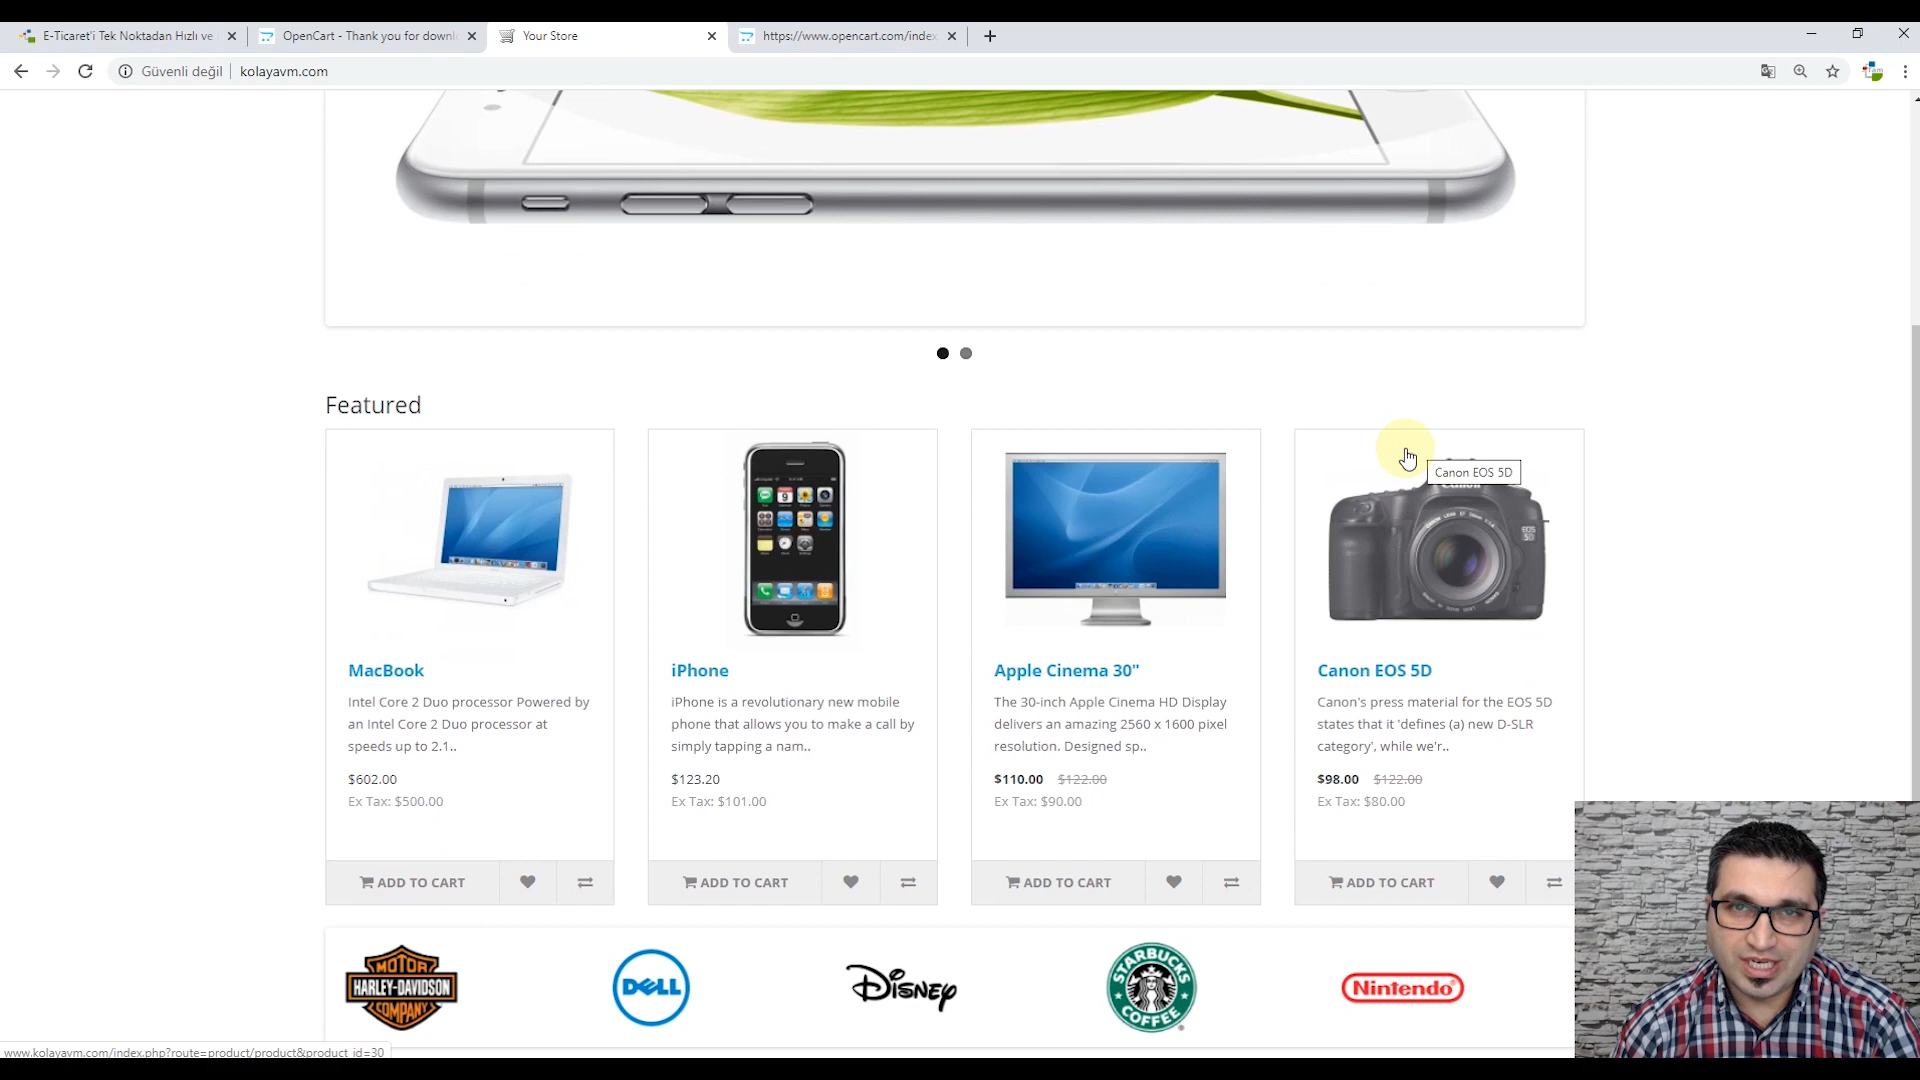 E-Ticaret'i Tek Noktadan Hızlı ve
OpenCart - Thank you for downl
Your Store
https://www.opencart.com/index
Güvenli değil
kolayavm.com
Featured
Canon EOS 5D
MacBook
iPhone
Apple Cinema 30"
Canon EOS 5D
Intel Core 2 Duo processor Powered by
an Intel Core 2 Duo processor at
speeds up to 2.1..
$602.00
Ex Tax: $500.00
iPhone is a revolutionary new mobile
phone that allows you to make a call by
simply tapping a nam..
$123.20
Ex Tax: $101.00
The 30-inch Apple Cinema HD Display
delivers an amazing 2560 x 1600 pixel
resolution. Designed sp..
$110.00 $122.00
Ex Tax: $90.00
Canon's press material for the EOS 5D
states that it 'defines (a) new D-SLR
category', while we'r..
$98.00 $122.00
Ex Tax: $80.00
ADD TO CART
ADD TO CART
ADD TO CART
ADD TO CART
MOTOR
HARLEY-DAVIDSON
COMPANY
DELL
Disney
STARBUCKS
COFFEE
Nintendo
www.kolayavm.com/index.php?route=product/product&product_id=30